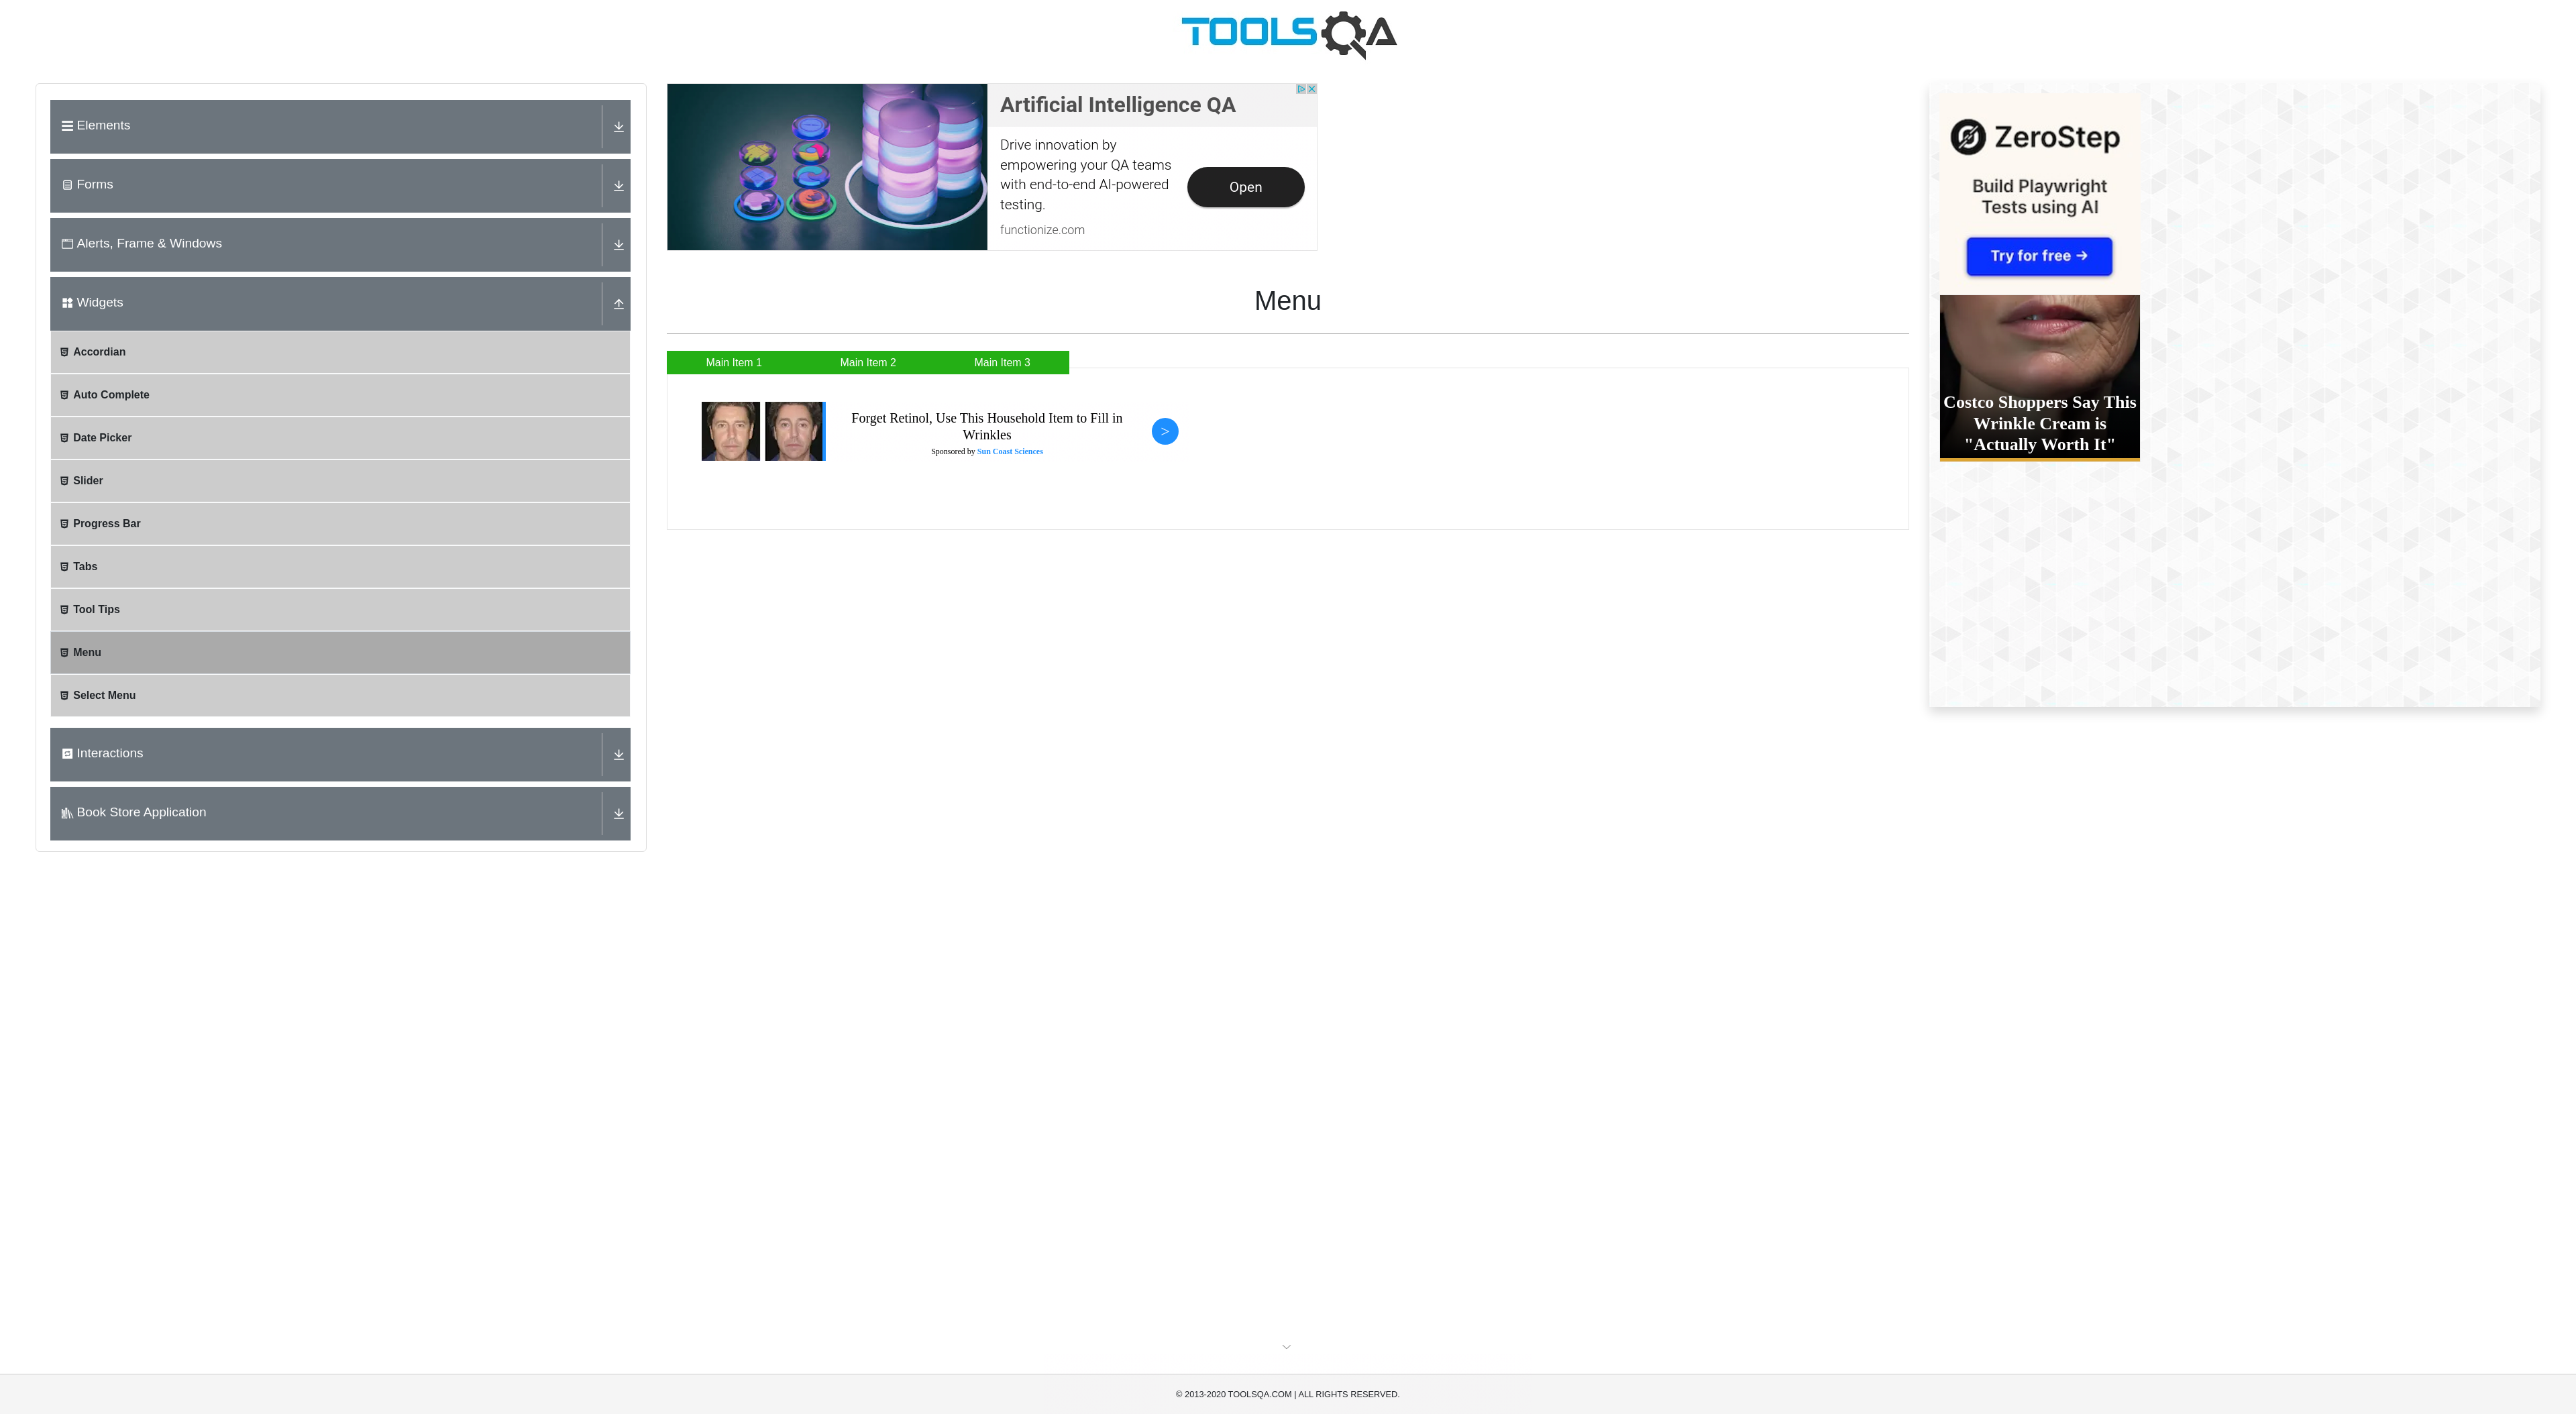 TOOLSQA
Elements
Forms
Alerts, Frame & Windows
Widgets
Accordian
Auto Complete
Date Picker
Slider
Progress Bar
Tabs
Tool Tips
Menu
Select Menu
Interactions
Book Store Application
Artificial Intelligence QA
Drive innovation by
empowering your QA teams
with end-to-end AI-powered
testing.
functionize.com
Open
Menu
Main Item 1 Main Item 2 Main Item 3
Forget Retinol, Use This Household Item to Fill in
Wrinkles
Sponsored by Sun Coast Sciences
>
ZeroStep
Build Playwright
Tests using AI
Try for free →
Costco Shoppers Say This
Wrinkle Cream is
"Actually Worth It"
© 2013-2020 TOOLSQA.COM | ALL RIGHTS RESERVED.